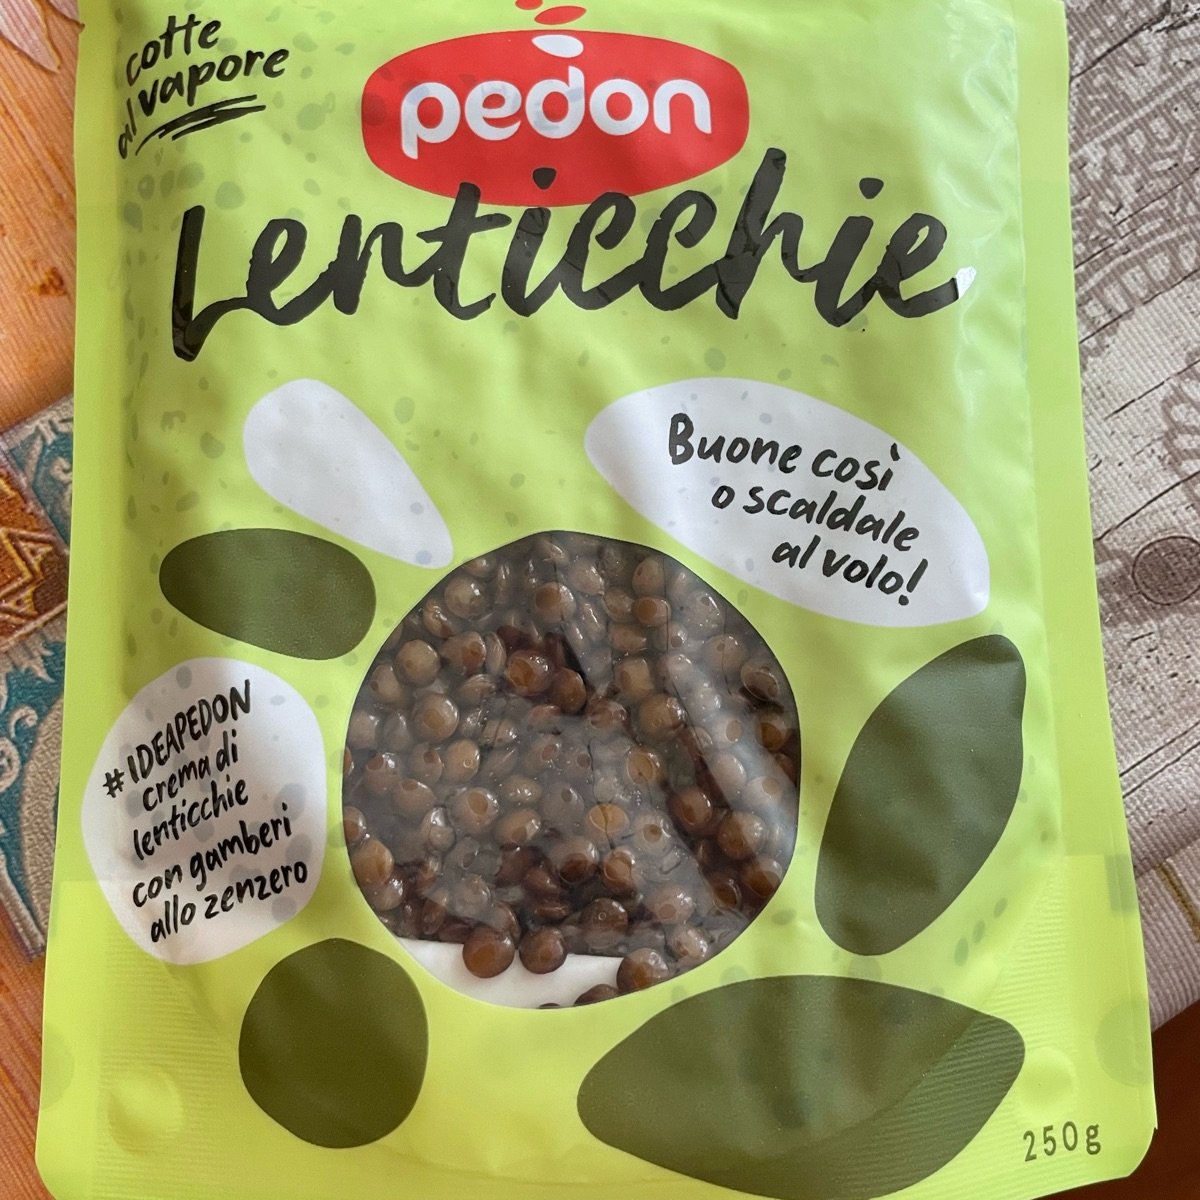 cotte
al vapore
pedon
Lenticchie
Buone così
o scaldale
al volo!
#IDEAPEDON
crema di
lenticchie
con gamberi
allo zenzero
250g